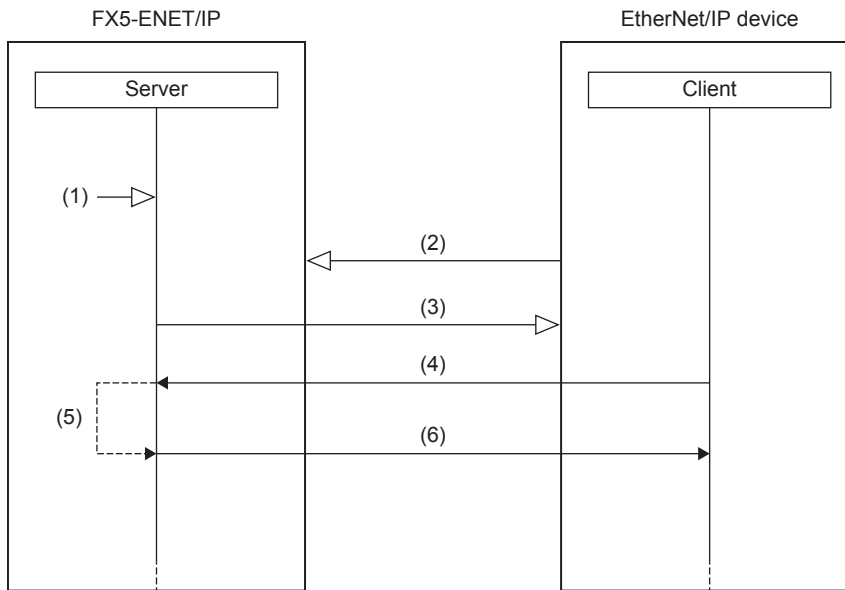 FX5-ENET/IP
EtherNet/IP device
Server
Client
(1)
(2)
(3)
(4)
(5)
(6)